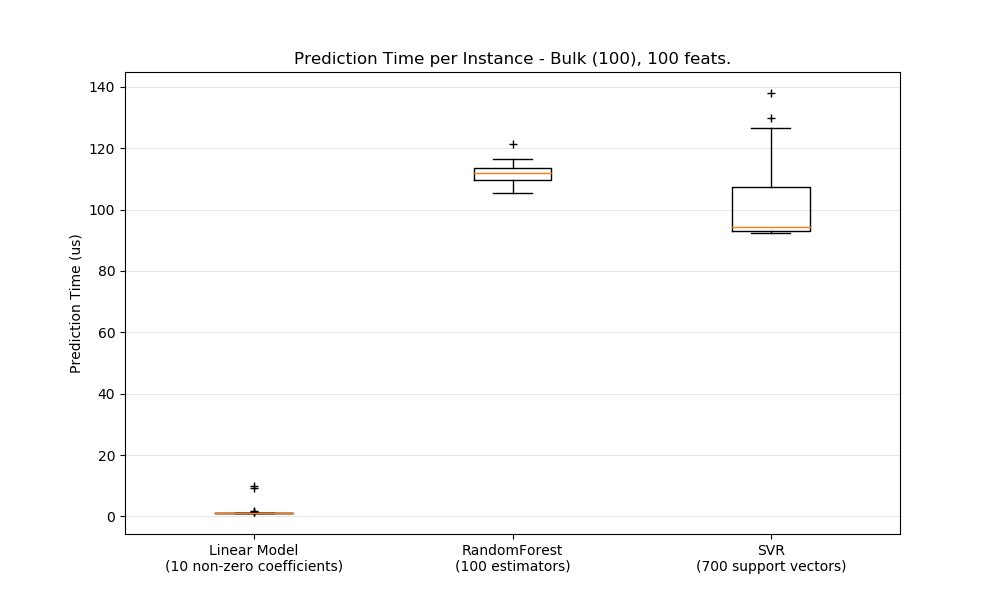 Prediction Time per Instance - Bulk (100), 100 feats.
Prediction Time (us)
140
120
100
80
60
40
20
0
Linear Model
(10 non-zero coefficients)
RandomForest
(100 estimators)
SVR
(700 support vectors)